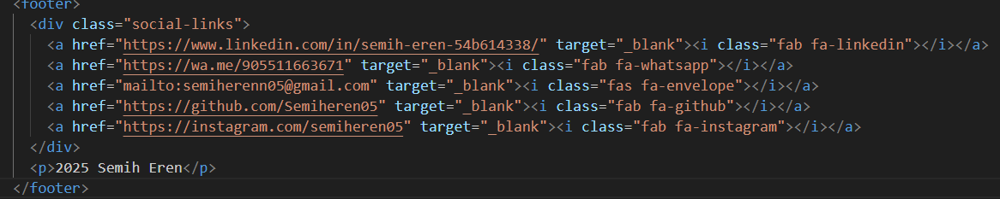 <footer>
<div class="social-links">
<a href="https://www.linkedin.com/in/semih-eren-54b614338/" target="_blank"><i class="fab fa-linkedin"></i></a>
<a href="https://wa.me/905511663671" target="_blank"><i class="fab fa-whatsapp"></i></a>
<a href="mailto:semiherenn05@gmail.com" target="_blank"><i class="fas fa-envelope"></i></a>
<a href="https://github.com/Semiheren05" target="_blank"><i class="fab fa-github"></i></a>
<a href="https://instagram.com/semiheren05" target="_blank"><i class="fab fa-instagram"></i></a>
</div>
<p>2025 Semih Eren</p>
</footer>